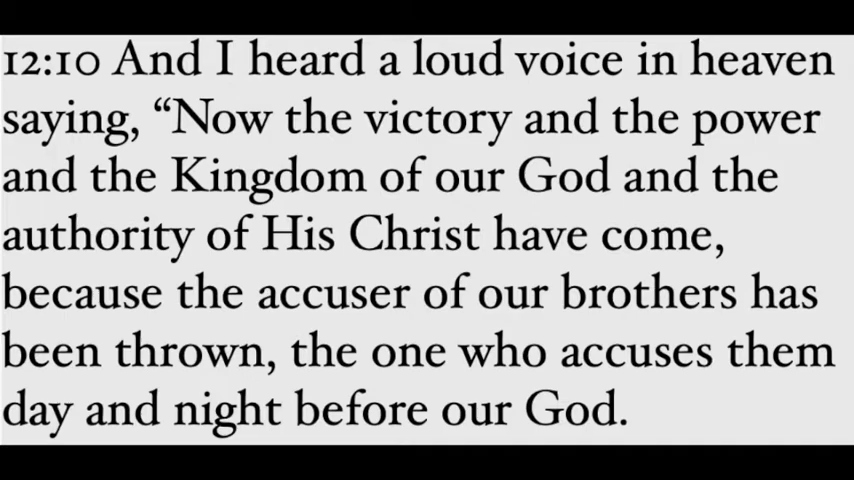 12:10 And I heard a loud voice in heaven
saying, “Now the victory and the power
and the Kingdom of our God and the
authority of His Christ have come,
because the accuser of our brothers has
been thrown, the one who accuses them
day and night before our God.